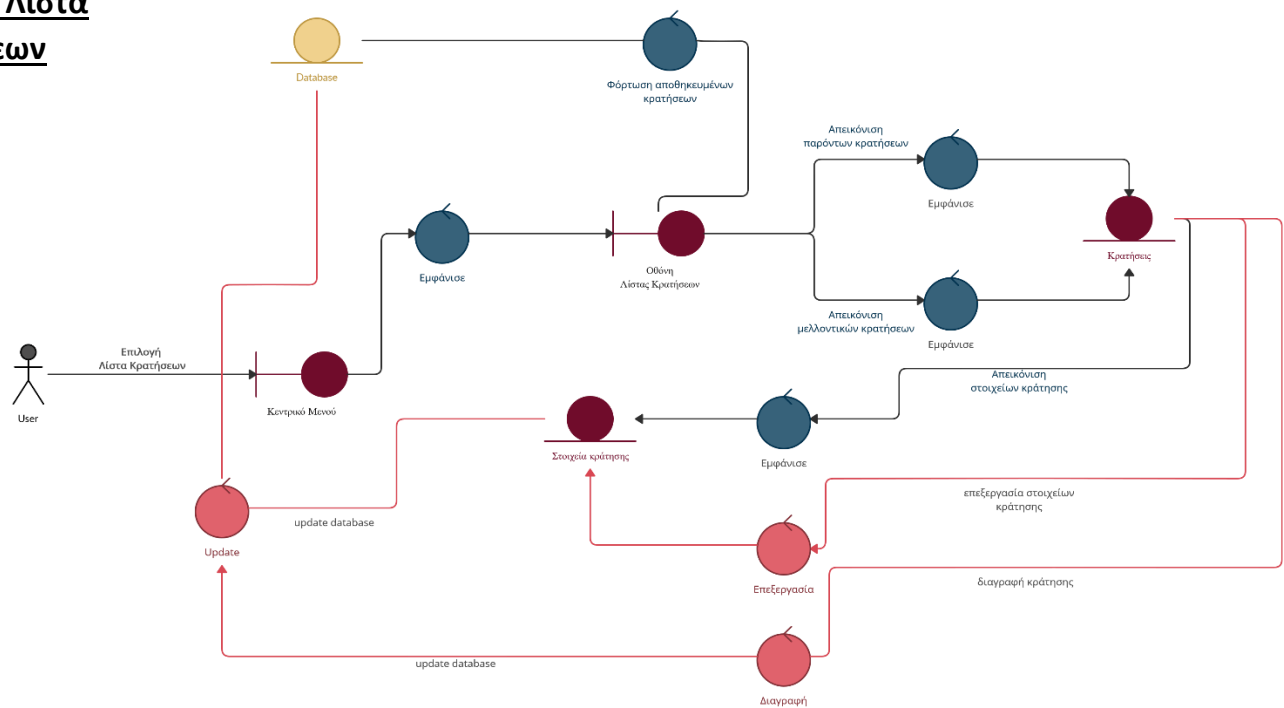 Λίστα
Database
Φόρτωση αποθηκευμένων
κρατήσεων
Απεικόνιση
παρόντων κρατήσεων
Εμφάνισε
Κρατήσεις
Εμφάνισε
Οθόνη
Λίστας Κρατήσεων
Απεικόνιση
μελλοντικών κρατήσεων
Εμφάνισε
Επιλογή
Λίστα Κρατήσεων
User
Κεντρικό Μενού
Απεικόνιση
στοιχείων κράτησης
Στοιχεία κράτησης
Εμφάνισε
επεξεργασία στοιχείων
κράτησης
update database
Update
Επεξεργασία
διαγραφή κράτησης
update database
Διαγραφή